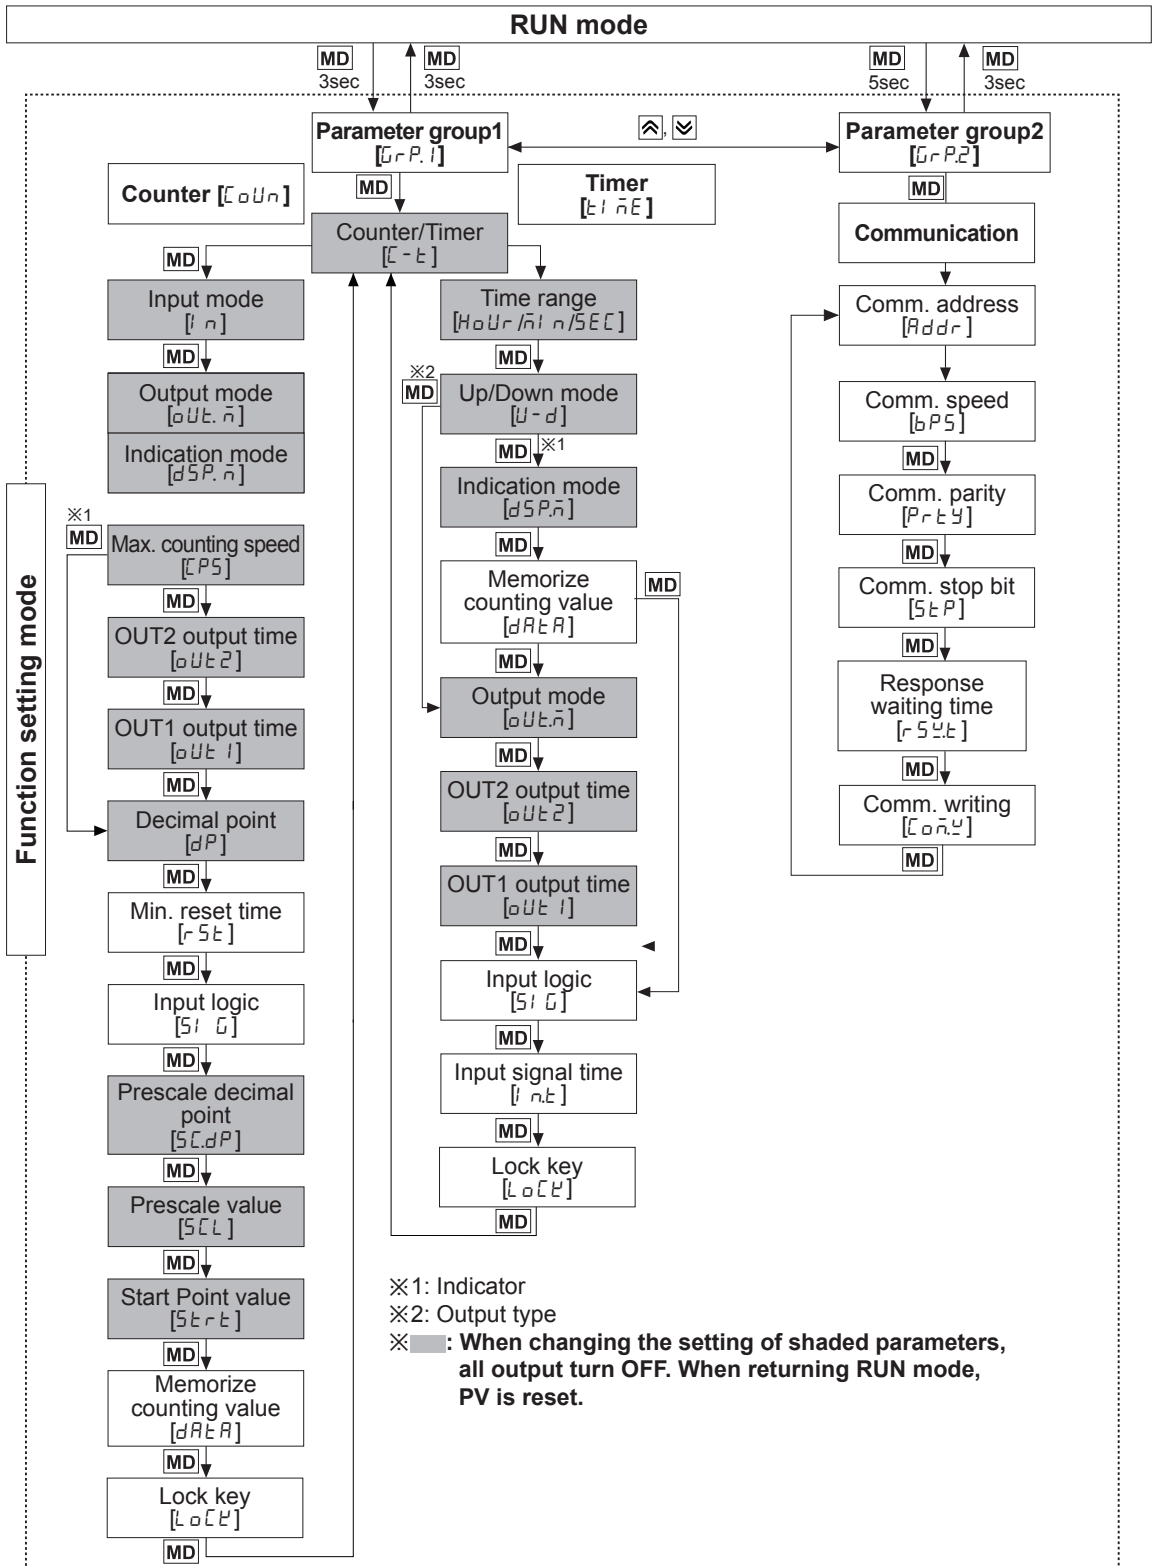 RUN mode
MD
3sec
MD
3sec
MD
5sec
MD
3sec
Parameter group1
[GrP.1]
,
Parameter group2
[GrP.2]
Counter [CoUn]
MD
Timer
[tImE]
MD
Counter/Timer
[C-t]
Communication
MD
Input mode
[In]
MD
Output mode
[oUt.m]
Indication mode
[dSP.m]
※1
MD
Max. counting speed
[CPS]
MD
OUT2 output time
[oUt2]
MD
OUT1 output time
[oUt1]
MD
Decimal point
[dP]
MD
Min. reset time
[rSt]
MD
Input logic
[SIG]
MD
Prescale decimal
point
[SC.dP]
MD
Prescale value
[SCL]
MD
Start Point value
[Strt]
MD
Memorize
counting value
[dAtA]
MD
Lock key
[LoCK]
MD
Time range
[HoUr/mIn/SEC]
MD
※2
MD
Up/Down mode
[U-d]
MD ※1
Indication mode
[dSP.m]
MD
Memorize
counting value
[dAtA]
MD
MD
Output mode
[oUt.m]
MD
OUT2 output time
[oUt2]
MD
OUT1 output time
[oUt1]
MD
Input logic
[SIG]
MD
Input signal time
[In.t]
MD
Lock key
[LoCK]
MD
Comm. address
[Addr]
Comm. speed
[bPS]
MD
Comm. parity
[PrtY]
MD
Comm. stop bit
[StP]
MD
Response
waiting time
[rSW.t]
MD
Comm. writing
[Com.W]
MD
Function setting mode
※1: Indicator
※2: Output type
※ : When changing the setting of shaded parameters,
all output turn OFF. When returning RUN mode,
PV is reset.